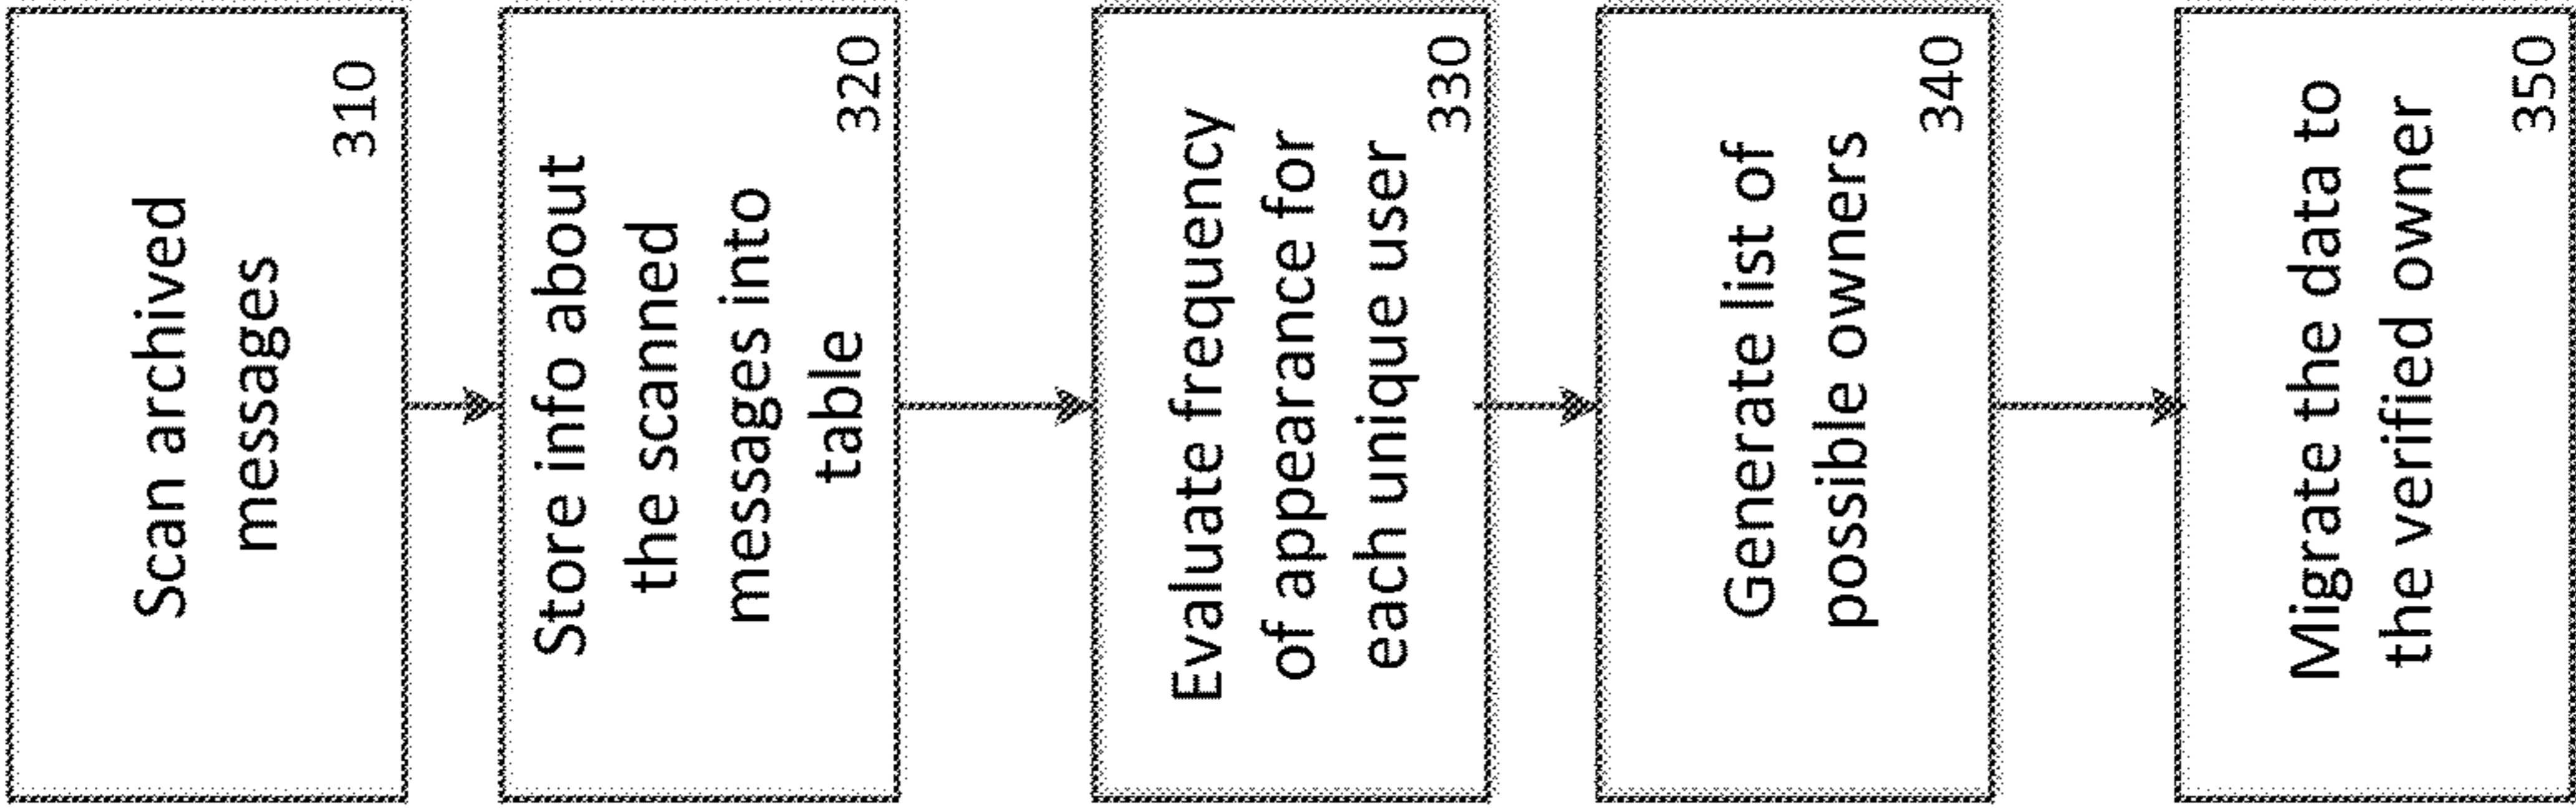 Scan archived
messages
310
Store info about
the scanned
messages into
table
320
Evaluate frequency
of appearance for
each unique user
330
Generate list of
possible owners
340
Migrate the data to
the verified owner
350